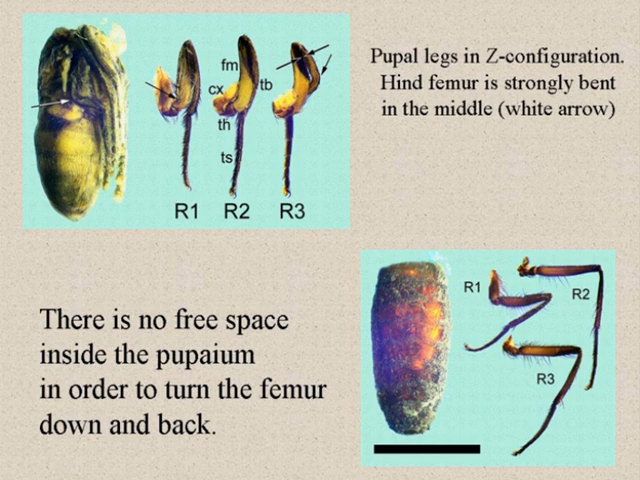 Pupal legs in Z-configuration.
Hind femur is strongly bent
in the middle (white arrow)
fm
cx
tb
th
ts
R1 R2 R3
There is no free space
inside the pupaium
in order to turn the femur
down and back.
R1
R2
R3